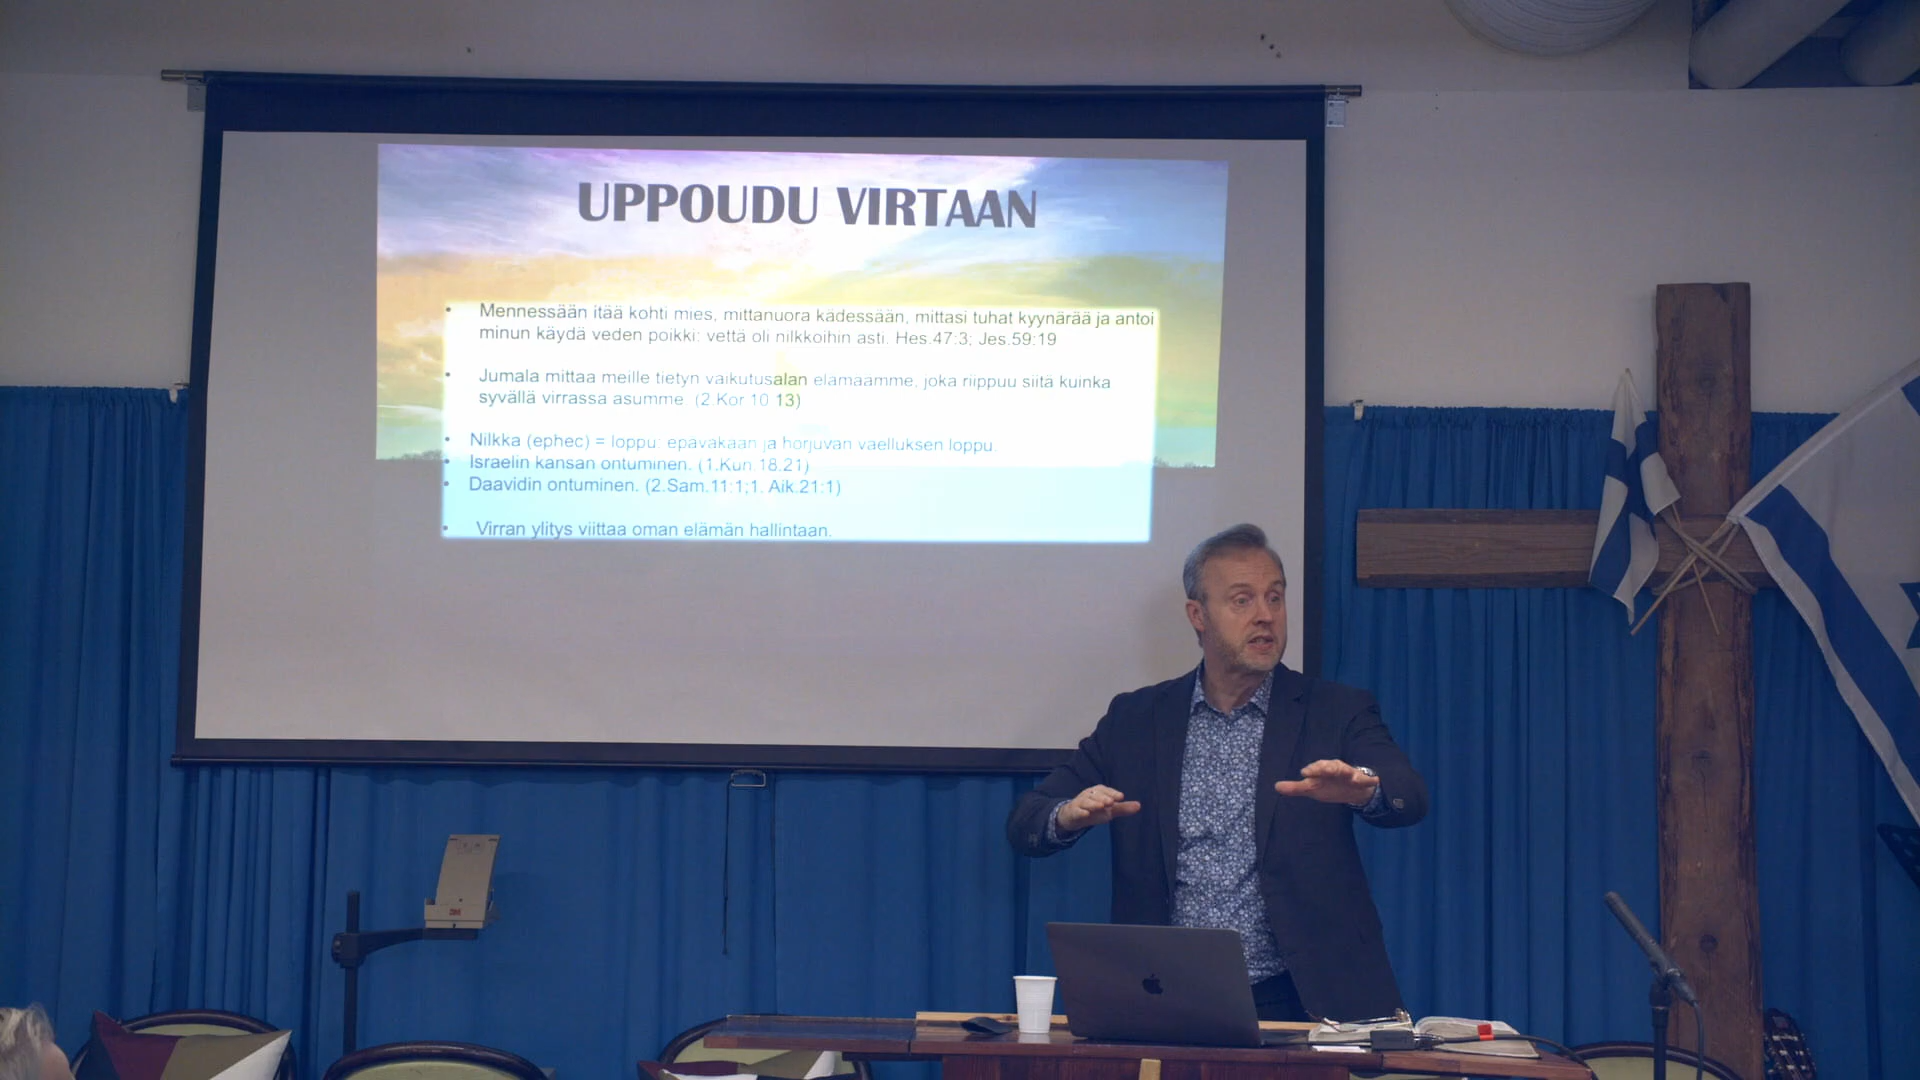 UPPOUDU VIRTAAN
• Mennessään itää kohti mies, mittanuora kädessään, mittasi tuhat kyynärää ja antoi
minun käydä veden poikki: vettä oli nilkkoihin asti. Hes.47:3; Jes.59:19
• Jumala mittaa meille tietyn vaikutusalan elämäämme, joka riippuu siitä kuinka
syvällä virrassa asumme. (2.Kor 10 13)
• Nilkka (ephec) = loppu: epävakaan ja horjuvan vaelluksen loppu.
• Israelin kansan ontuminen. (1.Kun.18.21)
• Daavidin ontuminen. (2.Sam.11:1;1. Aik.21:1)
• Virran ylitys viittaa oman elämän hallintaan.
3M